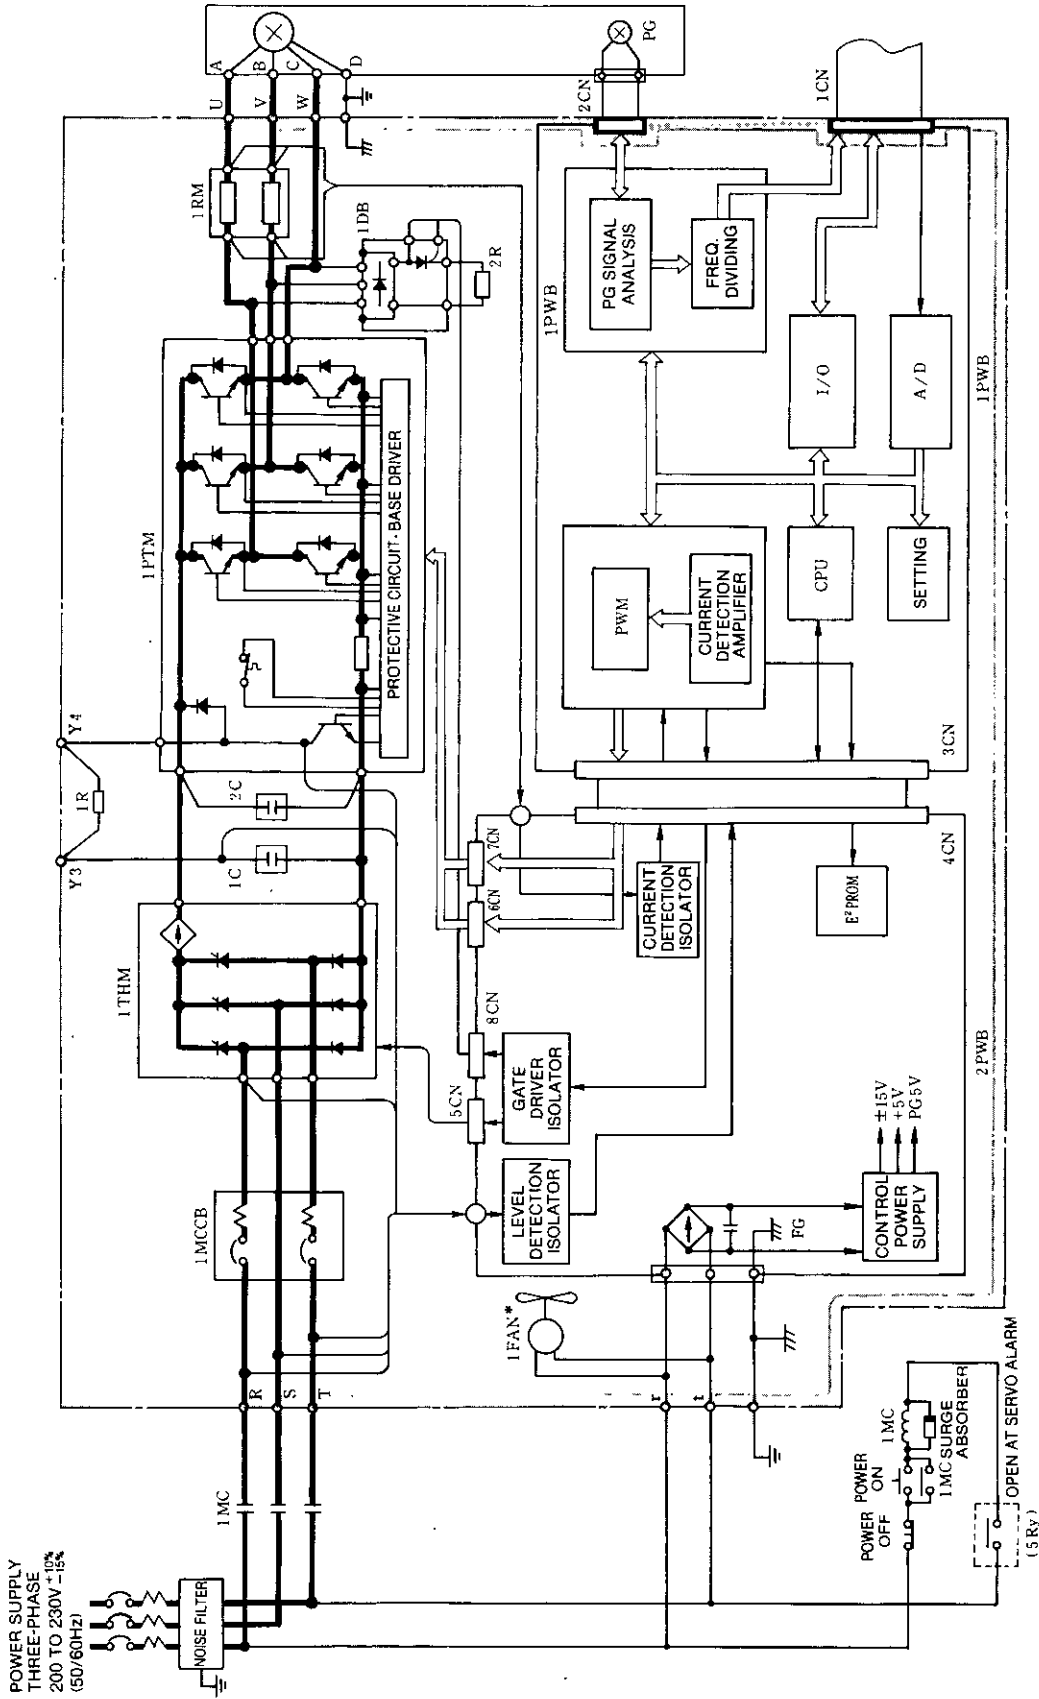 POWER SUPPLY
THREE-PHASE
200 TO 230V +10% -15%
(50/60Hz)
NOISE FILTER
1MC
R
S
T
1MCCB
1THM
Y3
1R
Y4
1C
2C
1PTM
PROTECTIVE CIRCUIT·BASE DRIVER
1RM
U
V
W
A
B
C
D
1DB
2R
PG
2CN
1CN
1PWB
PG SIGNAL
ANALYSIS
FREQ.
DIVIDING
I/O
A/D
1PWB
PWM
CURRENT
DETECTION
AMPLIFIER
CPU
SETTING
3CN
4CN
7CN
6CN
CURRENT
DETECTION
ISOLATOR
E²PROM
8CN
5CN
GATE
DRIVER
ISOLATOR
LEVEL
DETECTION
ISOLATOR
2PWB
1FAN*
r
t
FG
CONTROL
POWER
SUPPLY
±15V
+5V
PG5V
POWER
OFF
POWER
ON
1MC
1MC
SURGE
ABSORBER
OPEN AT SERVO ALARM
(5Ry)